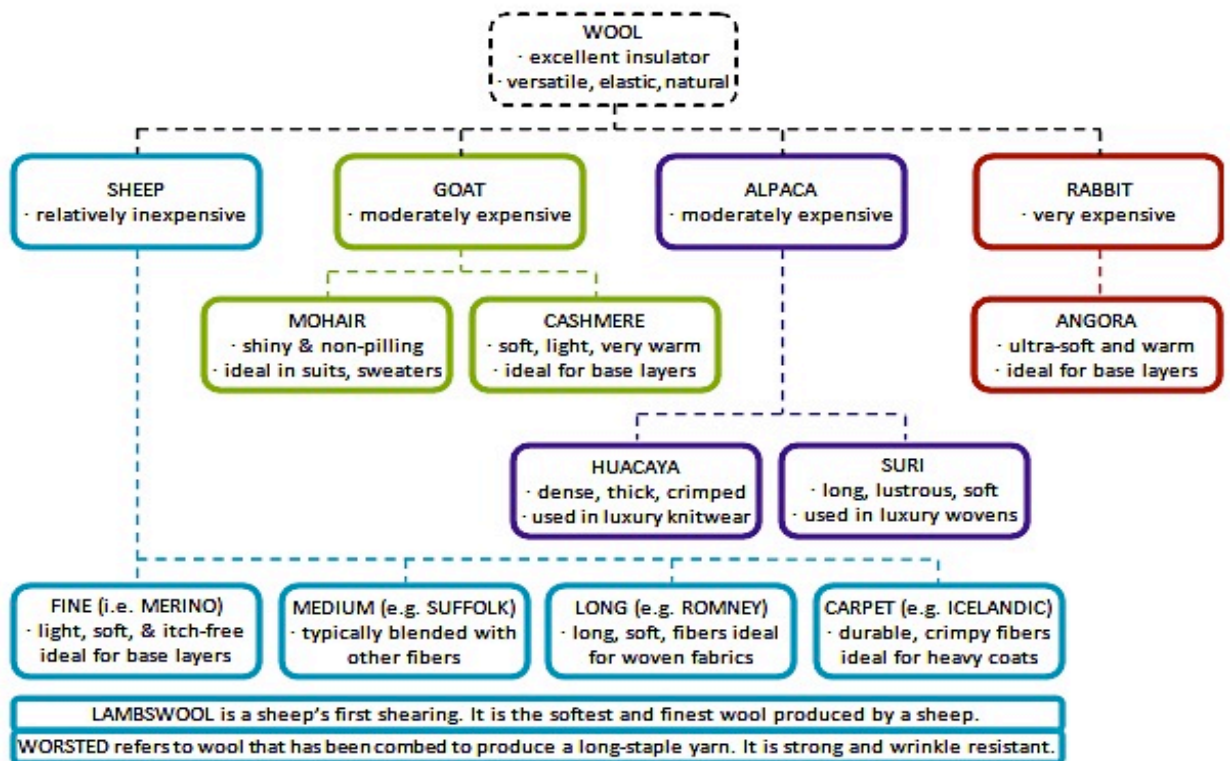 WOOL
· excellent insulator
· versatile, elastic, natural
SHEEP
· relatively inexpensive
GOAT
· moderately expensive
ALPACA
· moderately expensive
RABBIT
· very expensive
MOHAIR
· shiny & non-pilling
· ideal in suits, sweaters
CASHMERE
· soft, light, very warm
· ideal for base layers
ANGORA
· ultra-soft and warm
· ideal for base layers
HUACAYA
· dense, thick, crimped
· used in luxury knitwear
SURI
· long, lustrous, soft
· used in luxury wovens
FINE (i.e. MERINO)
· light, soft, & itch-free
ideal for base layers
MEDIUM (e.g. SUFFOLK)
· typically blended with
other fibers
LONG (e.g. ROMNEY)
· long, soft, fibers ideal
for woven fabrics
CARPET (e.g. ICELANDIC)
· durable, crimpy fibers
ideal for heavy coats
LAMBSWOOL is a sheep's first shearing. It is the softest and finest wool produced by a sheep.
WORSTED refers to wool that has been combed to produce a long-staple yarn. It is strong and wrinkle resistant.